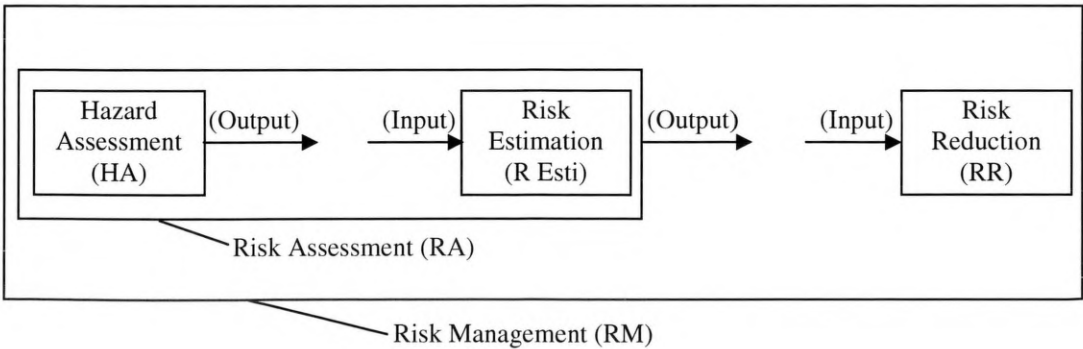 Hazard
Assessment
(HA)
(Output)
(Input)
Risk
Estimation
(R Esti)
(Output)
(Input)
Risk
Reduction
(RR)
Risk Assessment (RA)
Risk Management (RM)